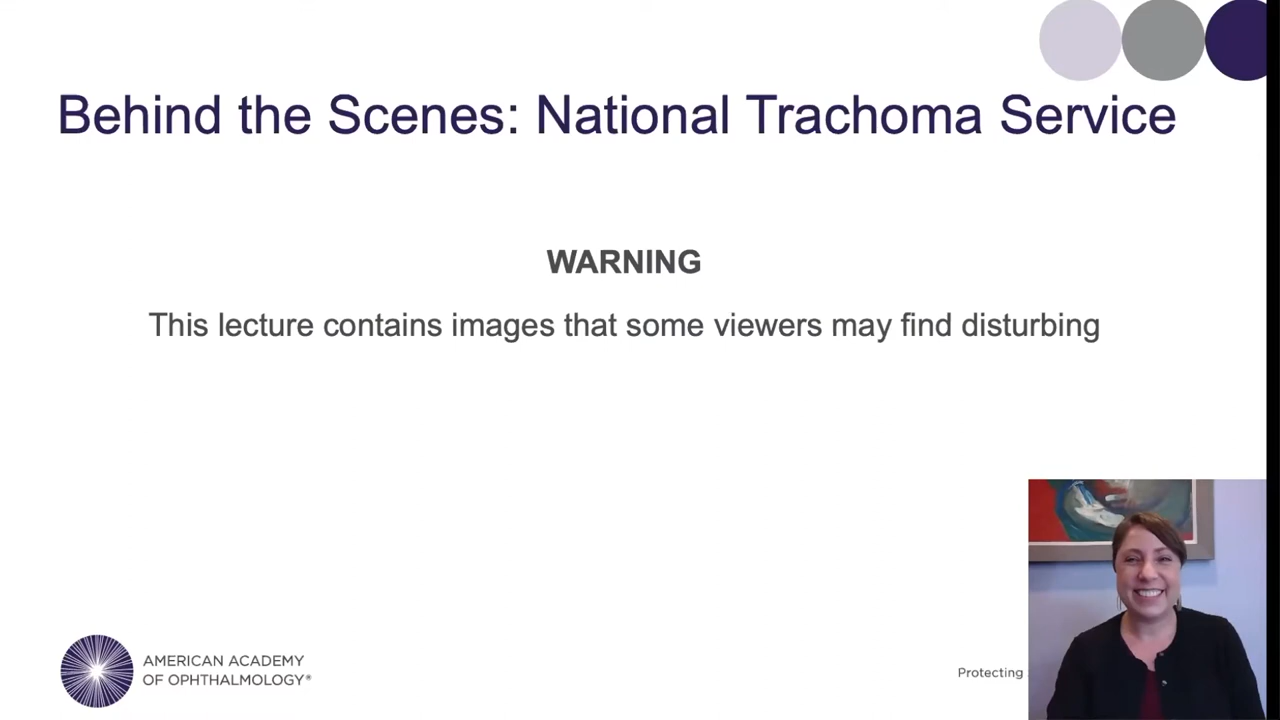 Behind the Scenes: National Trachoma Service
WARNING
This lecture contains images that some viewers may find disturbing
AMERICAN ACADEMY
OF OPHTHALMOLOGY®
Protecting